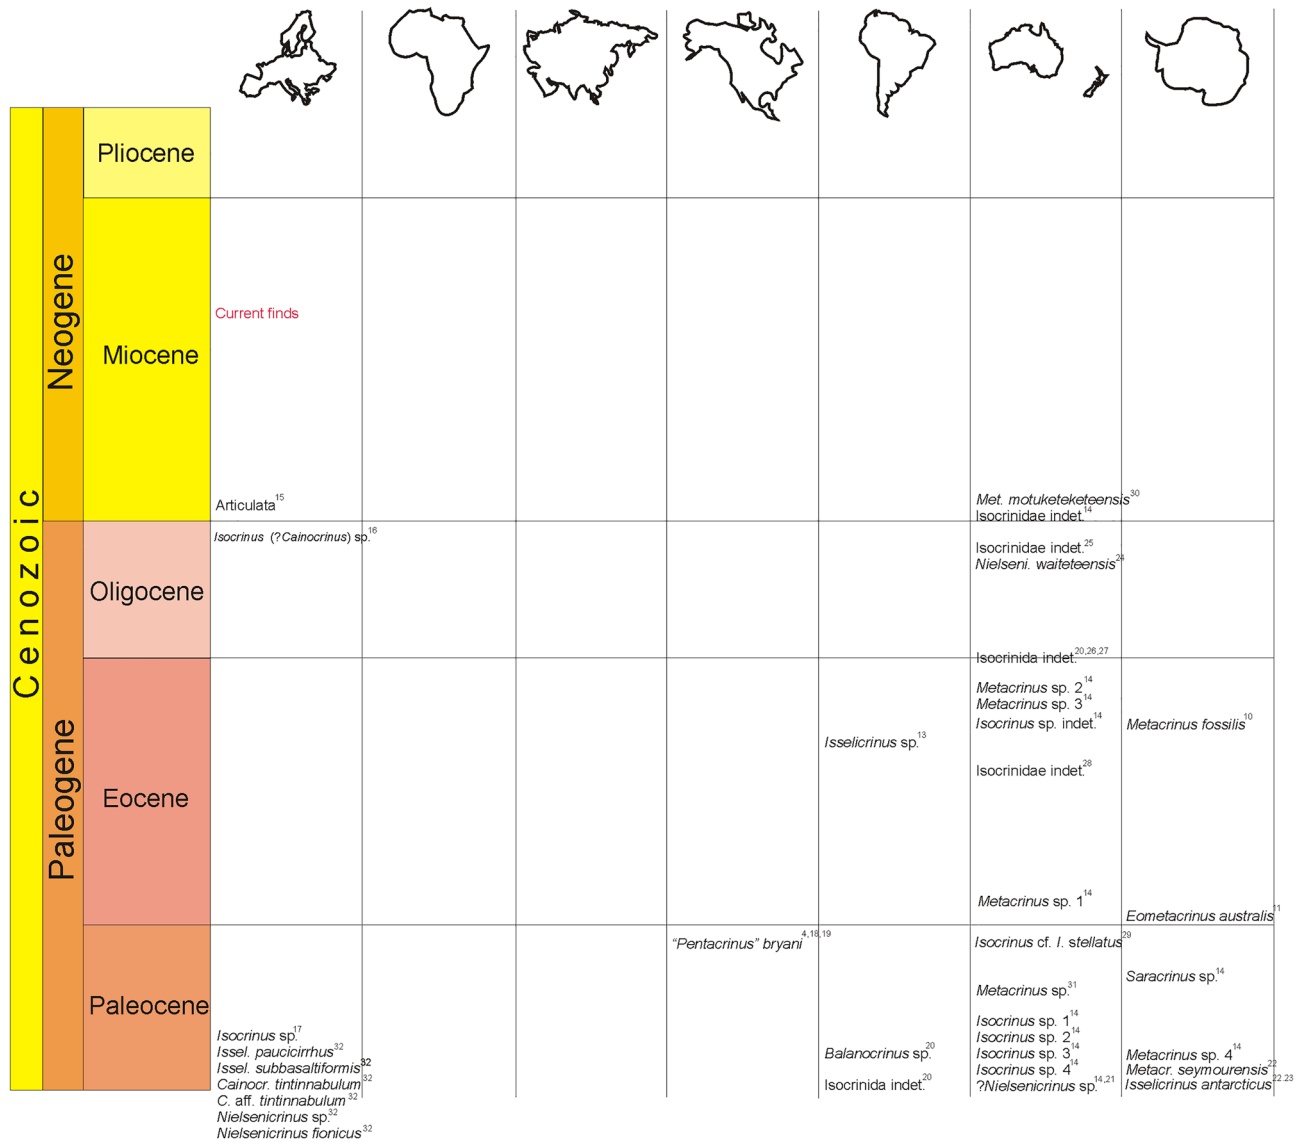 Cenozoic
Neogene
Paleogene
Pliocene
Miocene
Oligocene
Eocene
Paleocene
Current finds
Articulata15
Isocrinus (?Cainocrinus) sp.16
Isocrinus sp.17
Issel. paucicirrhus32
Issel. subbasaltiformis32
Cainocr. tintinnabulum32
C. aff. tintinnabulum32
Nielsenicrinus sp.32
Nielsenicrinus fionicus32
"Pentacrinus" bryani4,18,19
Isselicrinus sp.13
Balanocrinus sp.20
Isocrinida indet.20
Met. motuketeketeensis30
Isocrinidae indet.14
Isocrinidae indet.25
Nielseni. waiteteensis24
Isocrinida indet.20,26,27
Metacrinus sp. 214
Metacrinus sp. 314
Isocrinus sp. indet.14
Isocrinidae indet.28
Metacrinus sp. 114
Isocrinus cf. I. stellatus29
Metacrinus sp.31
Isocrinus sp. 114
Isocrinus sp. 214
Isocrinus sp. 314
Isocrinus sp. 414
?Nielsenicrinus sp.14,21
Metacrinus fossilis10
Eometacrinus australis11
Saracrinus sp.14
Metacrinus sp. 414
Metacr. seymourensis22
Isselicrinus antarcticus22,23